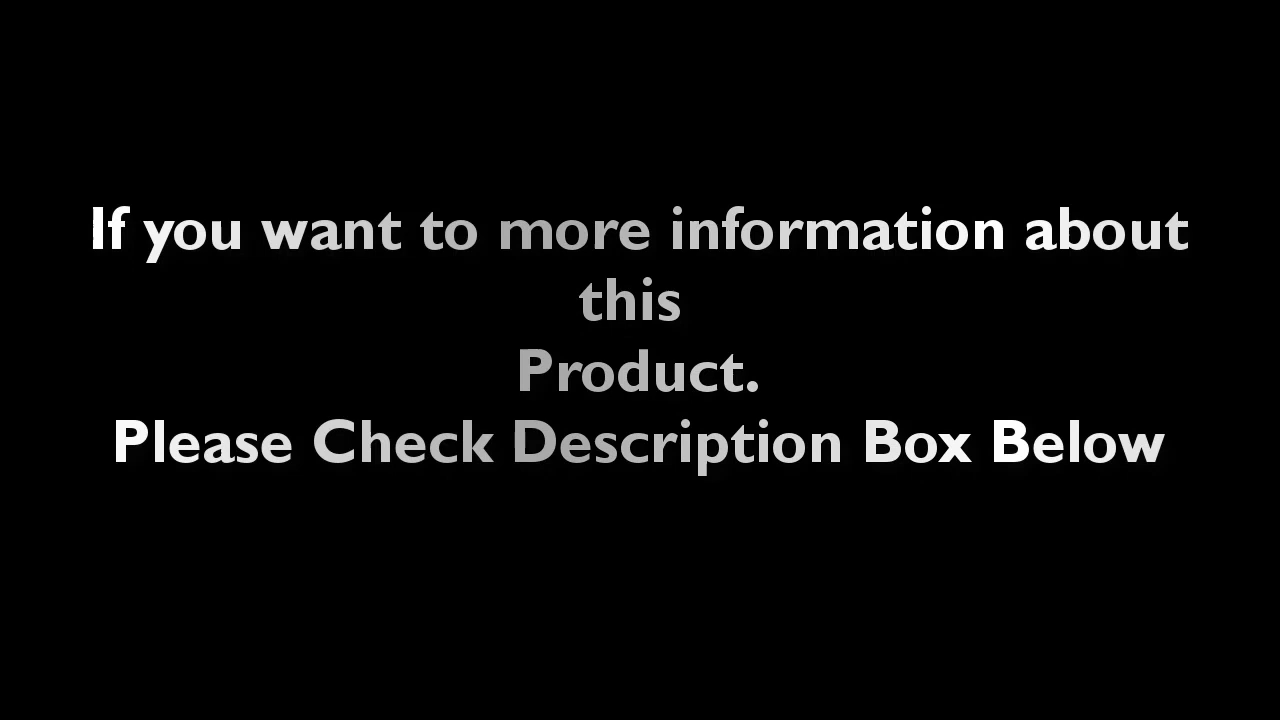 If you want to more information about
this
Product.
Please Check Description Box Below